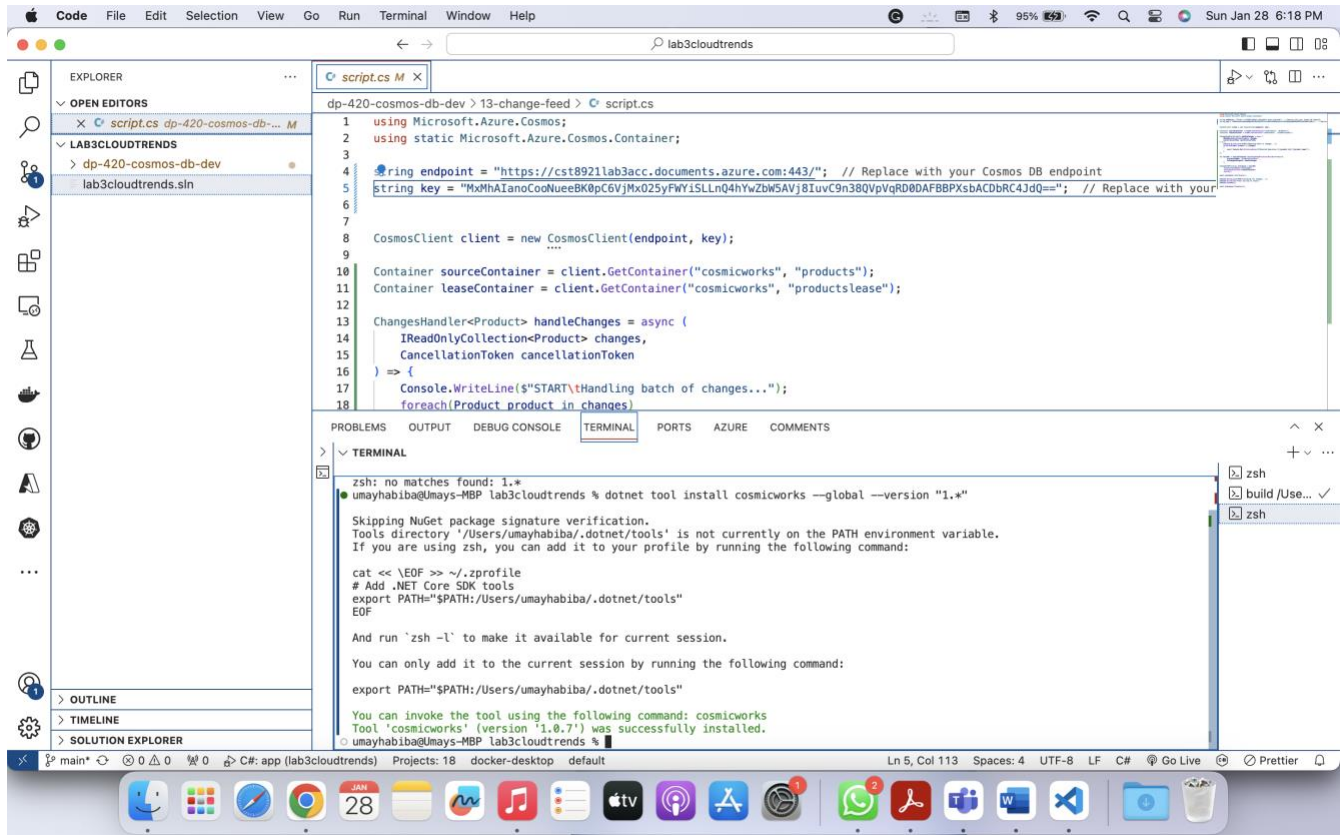 Code File Edit Selection View Go Run Terminal Window Help 95% Sun Jan 28 6:18 PM
lab3cloudtrends
EXPLORER
OPEN EDITORS
script.cs dp-420-cosmos-db-... M
LAB3CLOUDTRENDS
dp-420-cosmos-db-dev
lab3cloudtrends.sln
OUTLINE
TIMELINE
SOLUTION EXPLORER
script.cs M
dp-420-cosmos-db-dev > 13-change-feed > script.cs
1 using Microsoft.Azure.Cosmos;
2 using static Microsoft.Azure.Cosmos.Container;
3
4 ring endpoint = "https://cst8921lab3acc.documents.azure.com:443/"; // Replace with your Cosmos DB endpoint
5 string key = // Replace with your
6
7
8 CosmosClient client = new CosmosClient(endpoint, key);
9
10 Container sourceContainer = client.GetContainer("cosmicworks", "products");
11 Container leaseContainer = client.GetContainer("cosmicworks", "productslease");
12
13 ChangesHandler<Product> handleChanges = async (
14 IReadOnlyCollection<Product> changes,
15 CancellationToken cancellationToken
16 ) => {
17 Console.WriteLine($"START\tHandling batch of changes...");
18 foreach(Product product in changes)
PROBLEMS OUTPUT DEBUG CONSOLE TERMINAL PORTS AZURE COMMENTS
TERMINAL
zsh: no matches found: 1.*
umayhabiba@Umays-MBP lab3cloudtrends % dotnet tool install cosmicworks --global --version "1.*"
Skipping NuGet package signature verification.
Tools directory '/Users/umayhabiba/.dotnet/tools' is not currently on the PATH environment variable.
If you are using zsh, you can add it to your profile by running the following command:
cat << \EOF >> ~/.zprofile
# Add .NET Core SDK tools
export PATH="$PATH:/Users/umayhabiba/.dotnet/tools"
EOF
And run `zsh -l` to make it available for current session.
You can only add it to the current session by running the following command:
export PATH="$PATH:/Users/umayhabiba/.dotnet/tools"
You can invoke the tool using the following command: cosmicworks
Tool 'cosmicworks' (version '1.0.7') was successfully installed.
umayhabiba@Umays-MBP lab3cloudtrends %
zsh
build /Use...
zsh
main* 0 0 0 C#: app (lab3cloudtrends) Projects: 18 docker-desktop default Ln 5, Col 113 Spaces: 4 UTF-8 LF C# Go Live Prettier
JAN
28
tv
1
2